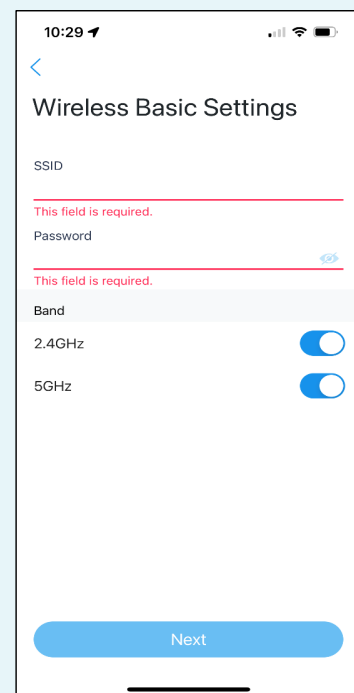 10:29
Wireless Basic Settings
SSID
This field is required.
Password
This field is required.
Band
2.4GHz
5GHz
Next